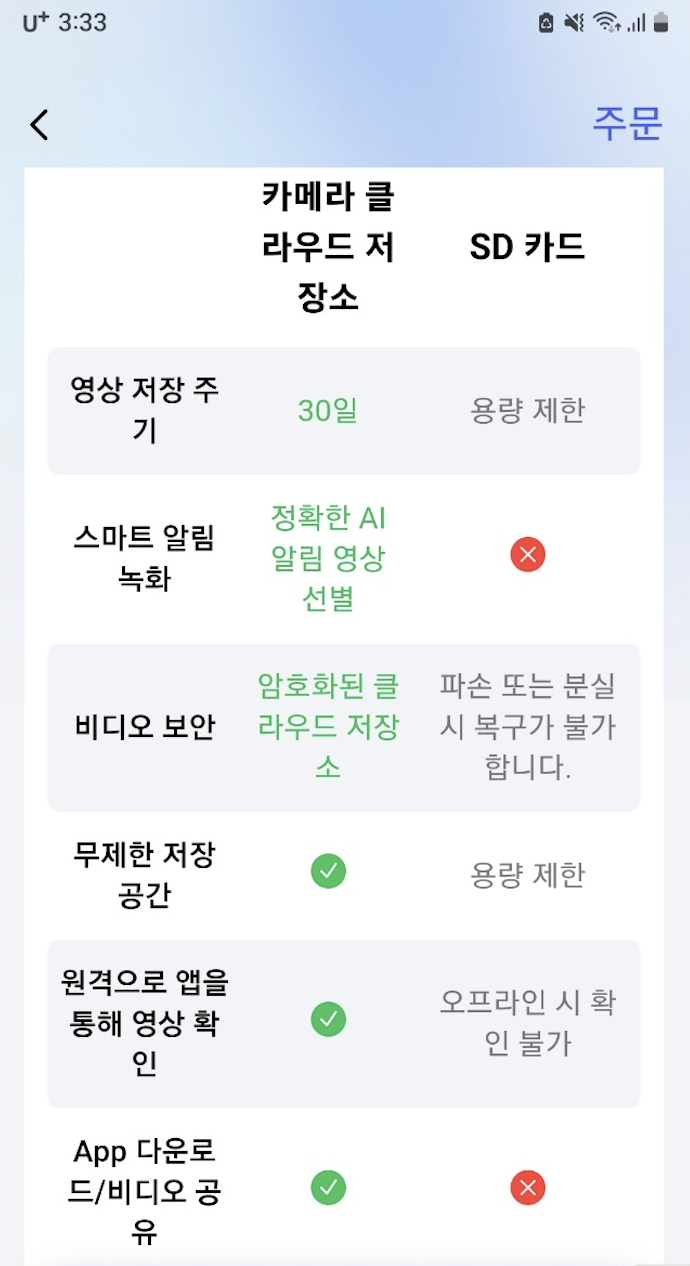 U+ 3:33
주문
카메라 클
라우드 저
장소
SD 카드
영상 저장 주
기
30일
용량 제한
스마트 알림
녹화
정확한 AI
알림 영상
선별
비디오 보안
암호화된 클
라우드 저장
소
파손 또는 분실
시 복구가 불가
합니다.
무제한 저장
공간
용량 제한
원격으로 앱을
통해 영상 확
인
오프라인 시 확
인 불가
App 다운로
드/비디오 공
유